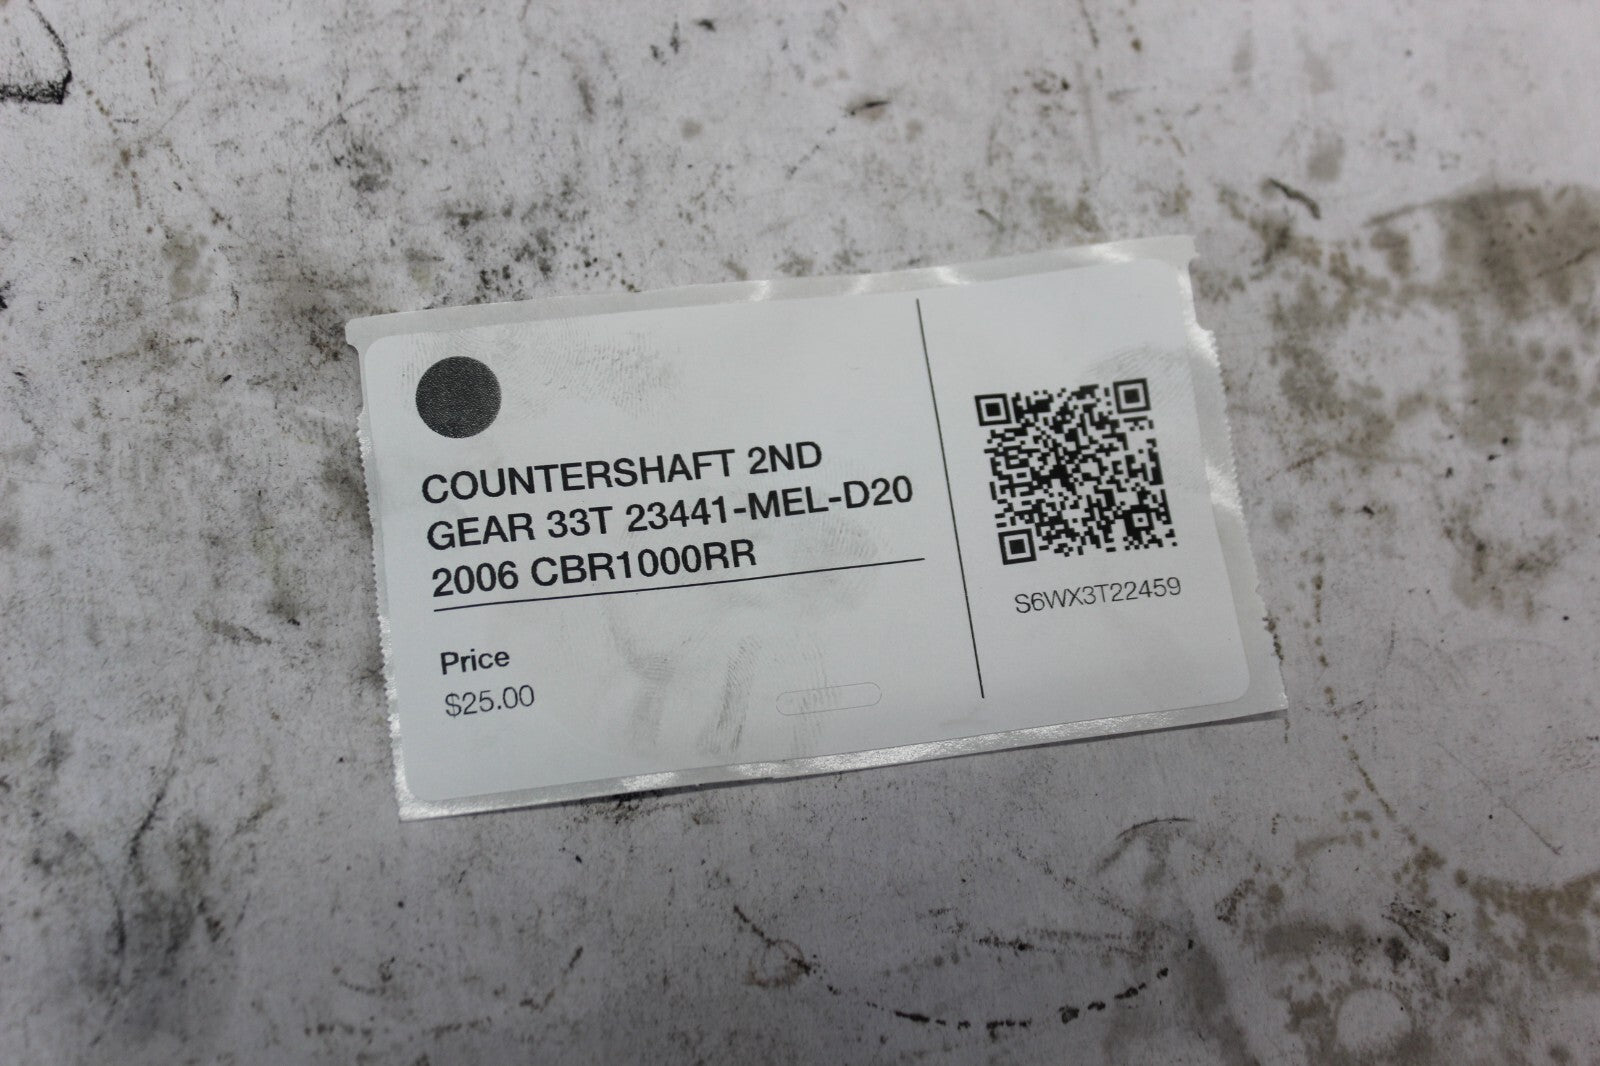 COUNTERSHAFT 2ND
GEAR 33T 23441-MEL-D20
2006 CBR1000RR
Price
$25.00
S6WX3T22459